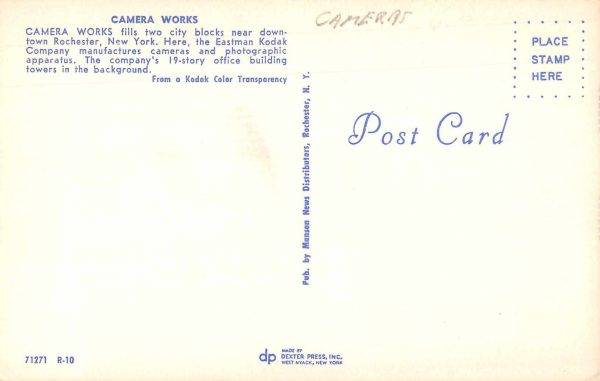 CAMERA WORKS
CAMERA WORKS fills two city blocks near down-
town Rochester, New York. Here, the Eastman Kodak
Company manufactures cameras and photographic
apparatus. The company's 19-story office building
towers in the background.
From a Kodak Color Transparency
CAMERAS
PLACE
STAMP
HERE
Post Card
Pub. by Manson News Distributors, Rochester, N. Y.
71271 R-10
dp
MADE BY
DEXTER PRESS, INC.
WEST NYACK, NEW YORK